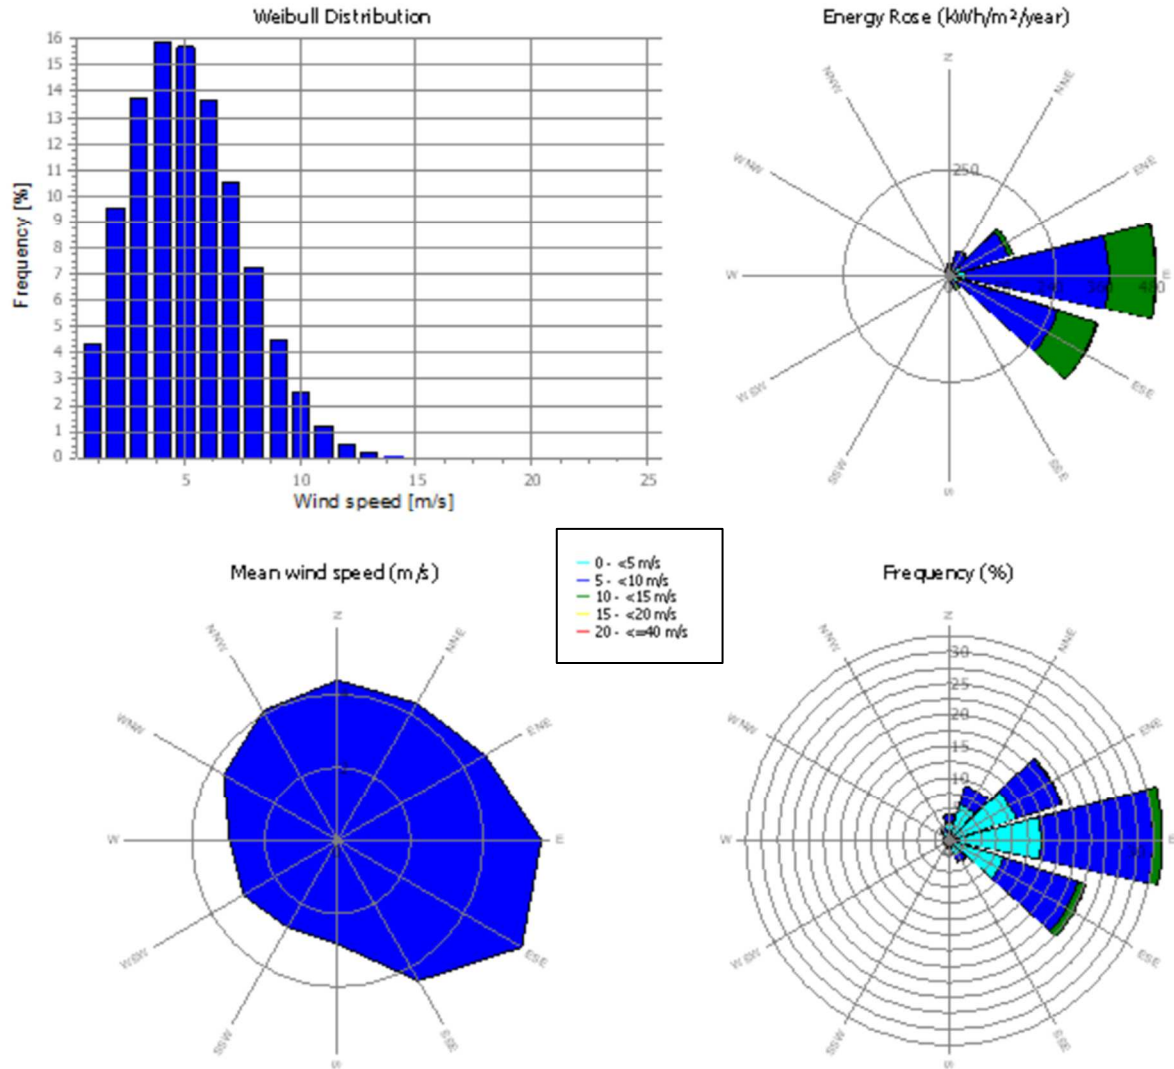 Weibull Distribution
Frequency [%]
16
15
14
13
12
11
10
9
8
7
6
5
4
3
2
1
0
5
10
15
20
25
Wind speed [m/s]
Energy Rose (kWh/m²/year)
N
NNW
NNE
WNW
ENE
250
W
E
WSW
ESE
SSW
SSE
S
Mean wind speed (m/s)
N
NNW
NNE
WNW
ENE
W
E
WSW
ESE
SSW
SSE
S
0 - <5 m/s
5 - <10 m/s
10 - <15 m/s
15 - <20 m/s
20 - <=40 m/s
Frequency (%)
N
NNW
NNE
30
25
20
15
10
WNW
ENE
W
E
WSW
ESE
SSW
SSE
S